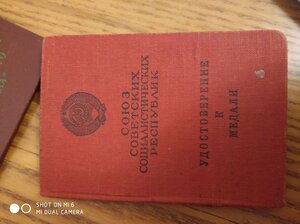 СОЮЗ
СОВЕТСКИХ
СОЦИАЛИСТИЧЕСКИХ
РЕСПУБЛИК
УДОСТОВЕРЕНИЕ
К
МЕДАЛИ
SHOT ON MI 6
MI DUAL CAMERA